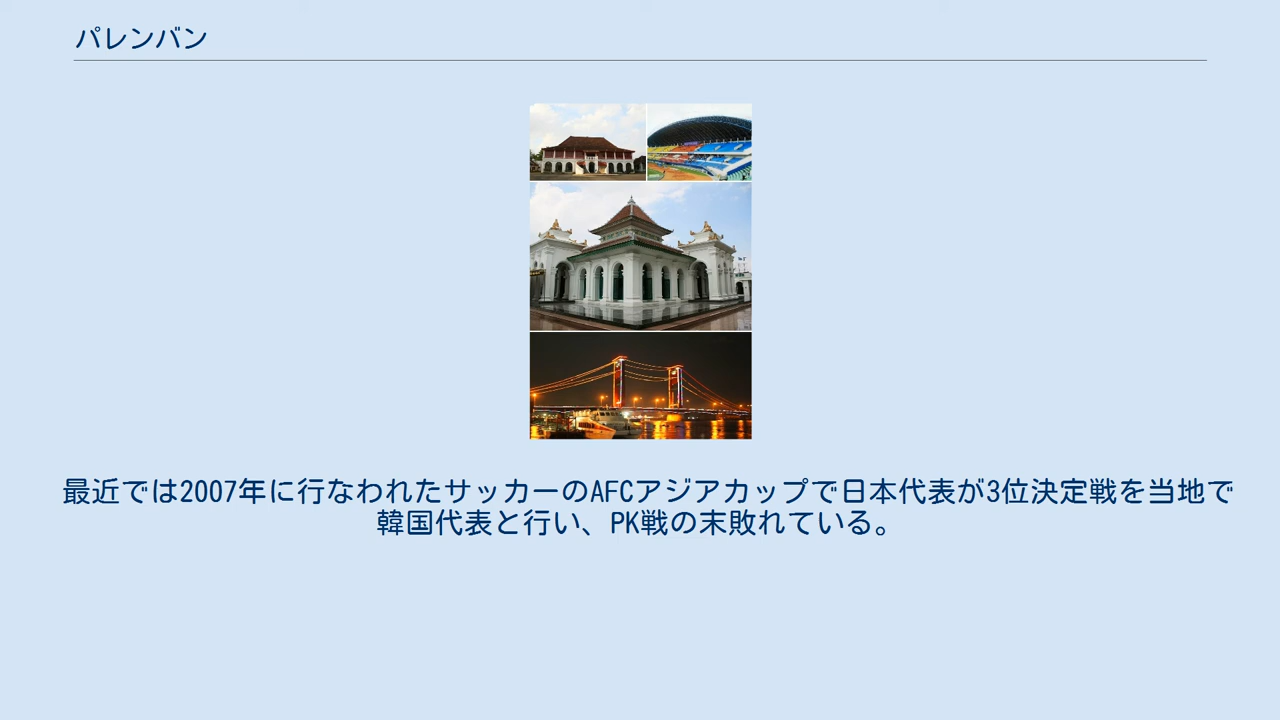 パレンバン
最近では2007年に行なわれたサッカーのAFCアジアカップで日本代表が3位決定戦を当地で
韓国代表と行い、PK戦の末敗れている。